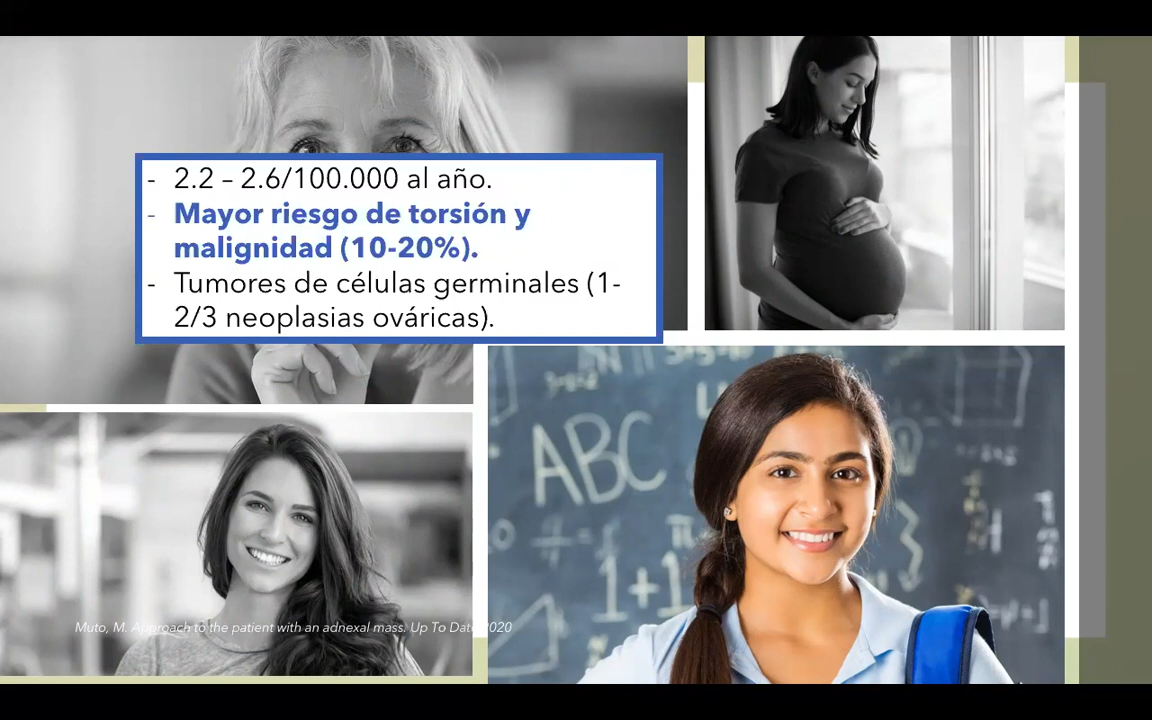 - 2.2 – 2.6/100.000 al año.
- Mayor riesgo de torsión y
malignidad (10-20%).
- Tumores de células germinales (1-
2/3 neoplasias ováricas).
ABC
1+1
Muto, M. Approach to the patient with an adnexal mass. Up To Date 2020